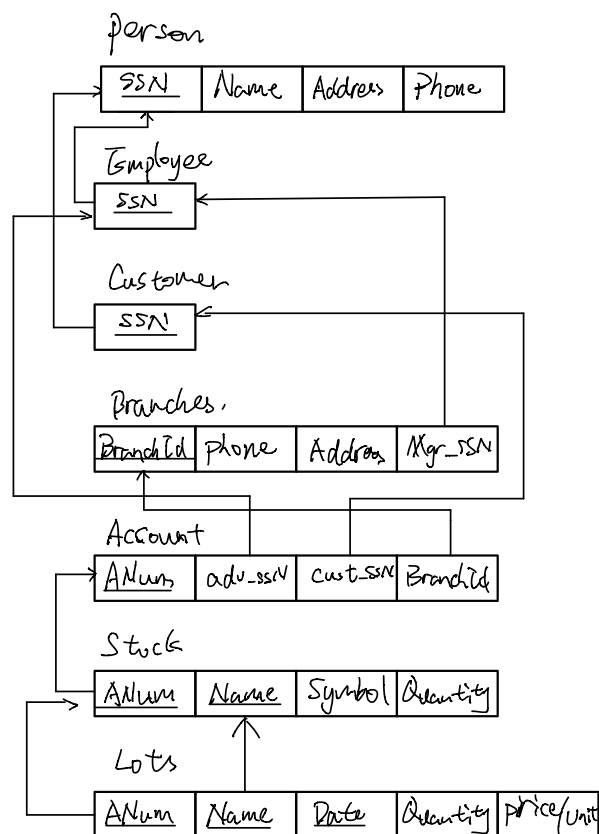 Person
SSN Name Address Phone
Employee
SSN
Customer
SSN
Branches.
BranchId Phone Address Mgr_SSN
Account
ANum adv_SSN cust_SSN BranchId
Stock
ANum Name Symbol Quantity
Lots
ANum Name Date Quantity price/unit